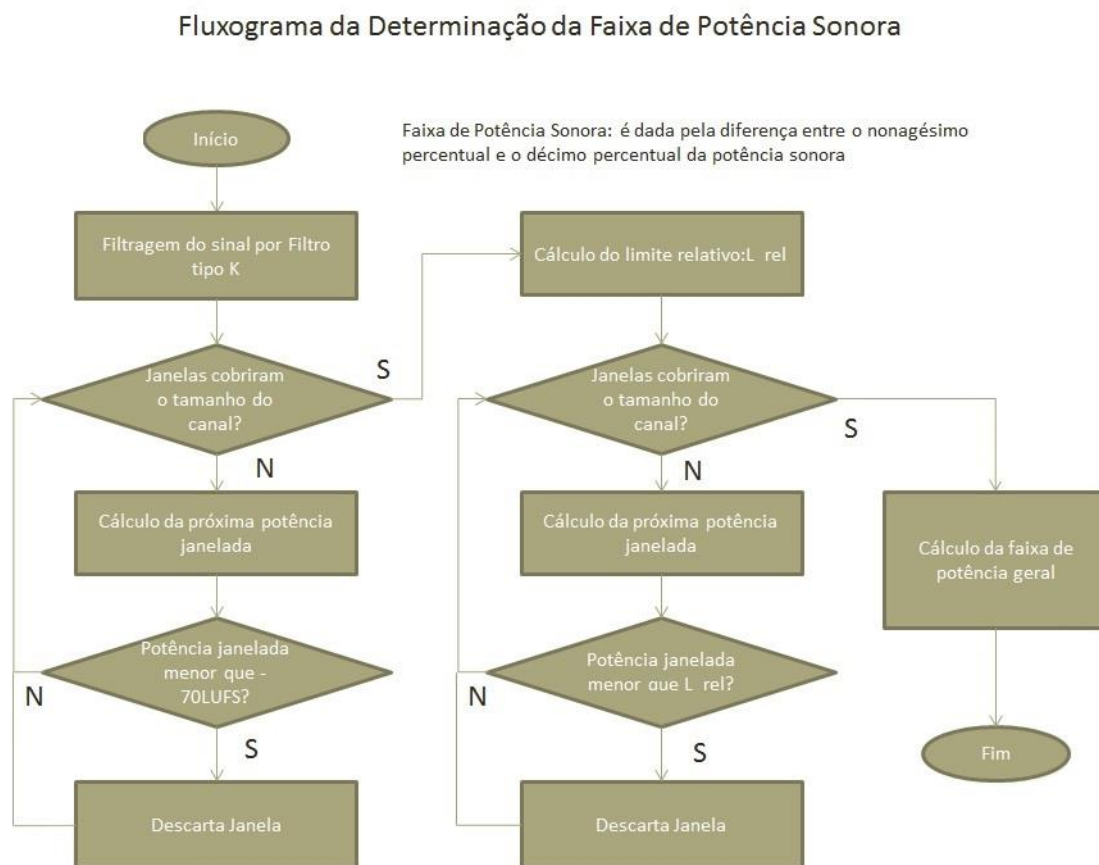 Fluxograma da Determinação da Faixa de Potência Sonora
Início
Faixa de Potência Sonora: é dada pela diferença entre o nonagésimo
percentual e o décimo percentual da potência sonora
Filtragem do sinal por Filtro
tipo K
Janelas cobriram
o tamanho do
canal?
S
N
Cálculo da próxima potência
janelada
Potência janelada
menor que -
70LUFS?
N
S
Descarta Janela
Cálculo do limite relativo:L rel
Janelas cobriram
o tamanho do
canal?
S
N
Cálculo da próxima potência
janelada
Potência janelada
menor que L rel?
N
S
Descarta Janela
Cálculo da faixa de
potência geral
Fim